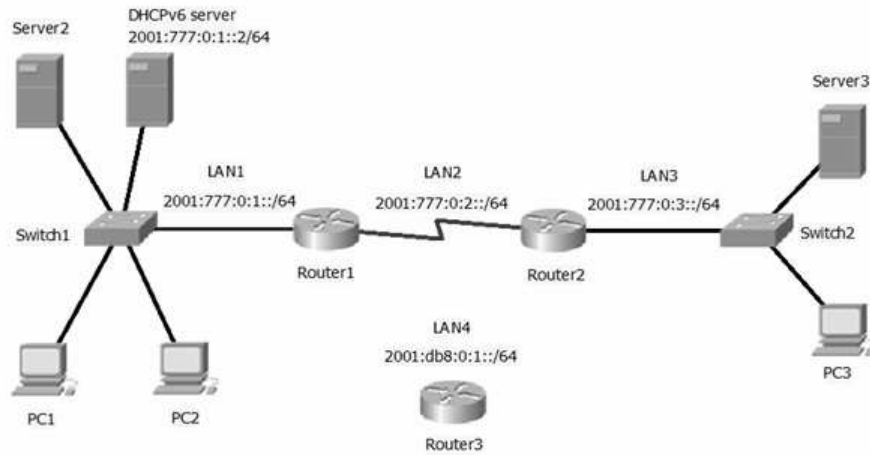 DHCPv6 server
Server2
2001:777:0:1::2/64
Server3
LAN1
LAN2
LAN3
2001:777:0:1::/64
2001:777:0:2::/64
2001:777:0:3::/64
Switch1
Switch2
Router1
Router2
LAN4
2001:db8:0:1::/64
PC3
PC1
PC2
Router3